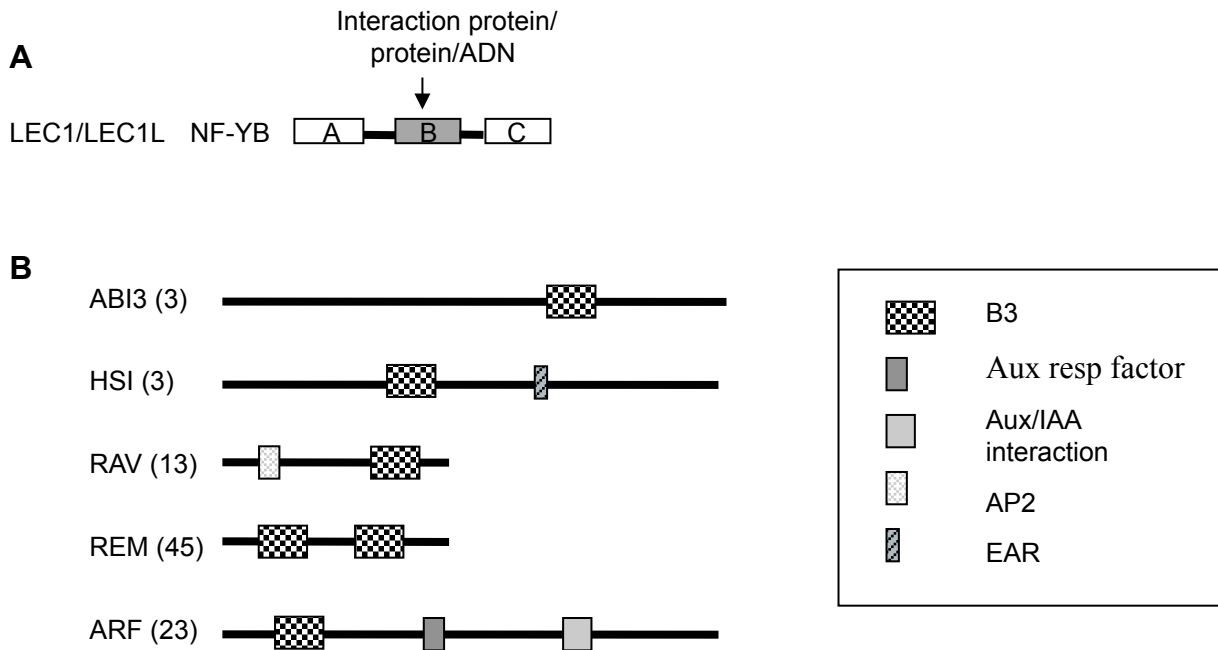 Interaction protein/
protein/ADN
A
LEC1/LEC1L NF-YB A B C
B
ABI3 (3)
HSI (3)
RAV (13)
REM (45)
ARF (23)
B3
Aux resp factor
Aux/IAA
interaction
AP2
EAR